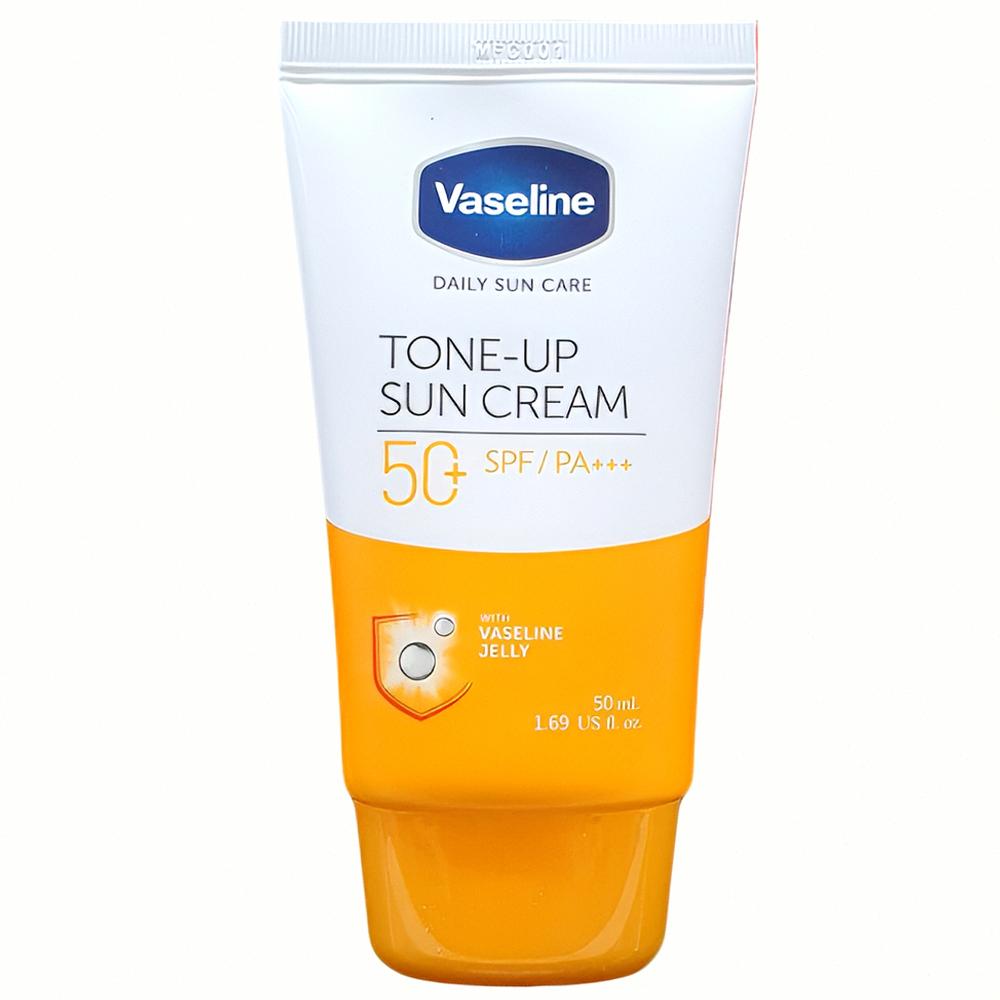 Vaseline
DAILY SUN CARE
TONE-UP
SUN CREAM
50+ SPF / PA+++
WITH
VASELINE
JELLY
50 mL
1.69 US fl. oz